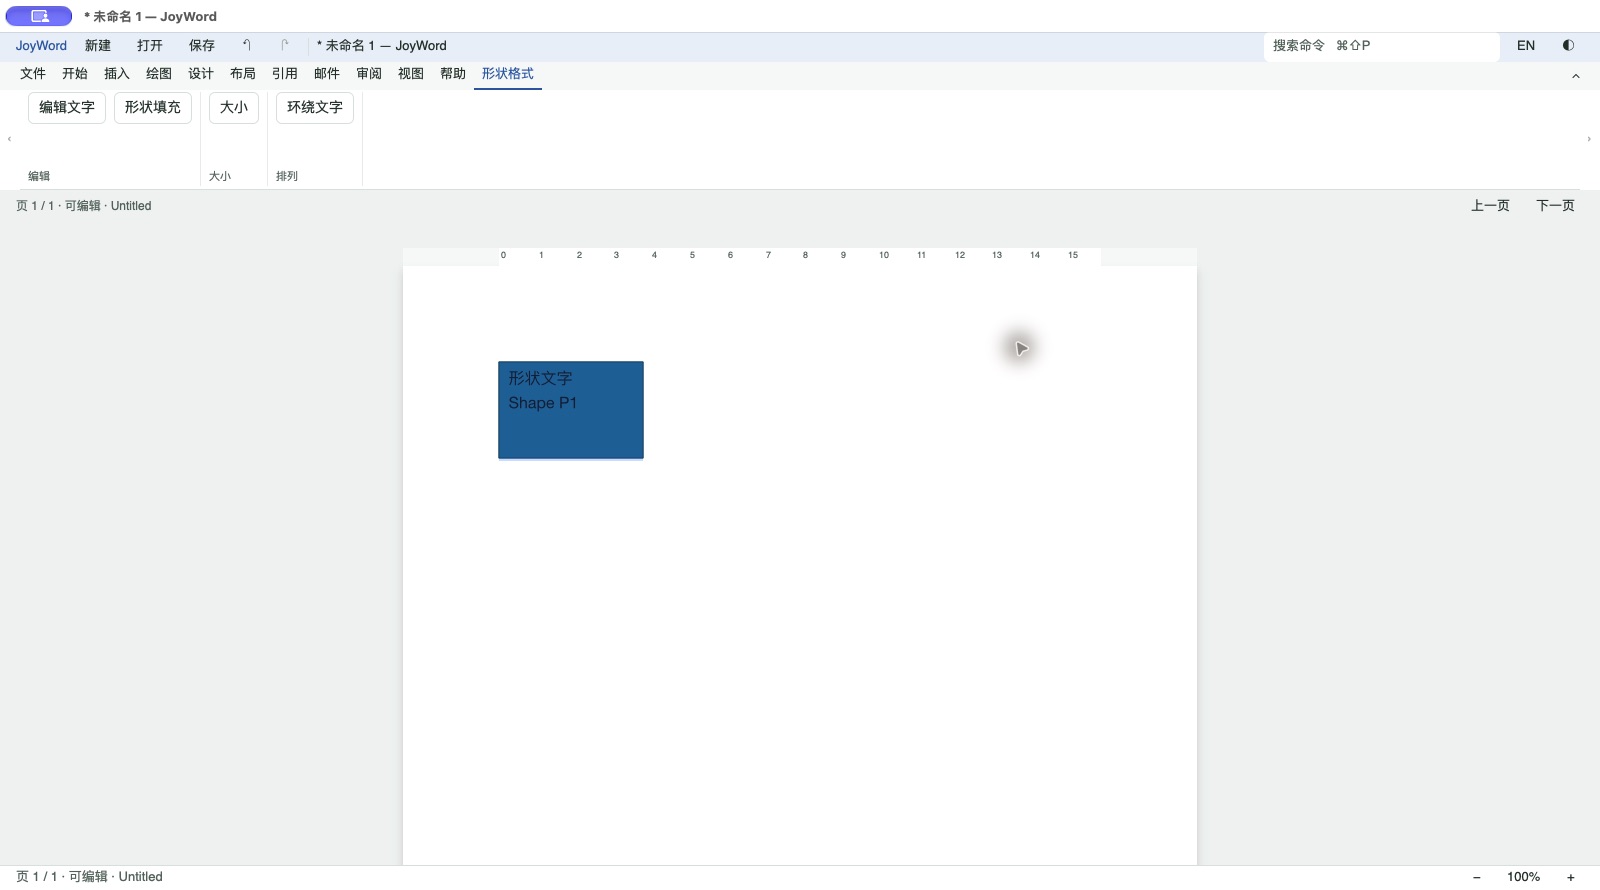 * 未命名 1 — JoyWord
JoyWord 新建 打开 保存 * 未命名 1 — JoyWord 搜索命令 ⌘⇧P EN
文件 开始 插入 绘图 设计 布局 引用 邮件 审阅 视图 帮助 形状格式
编辑文字 形状填充 大小 环绕文字
编辑 大小 排列
页 1 / 1 · 可编辑 · Untitled 上一页 下一页
0 1 2 3 4 5 6 7 8 9 10 11 12 13 14 15
形状文字
Shape P1
页 1 / 1 · 可编辑 · Untitled − 100% +